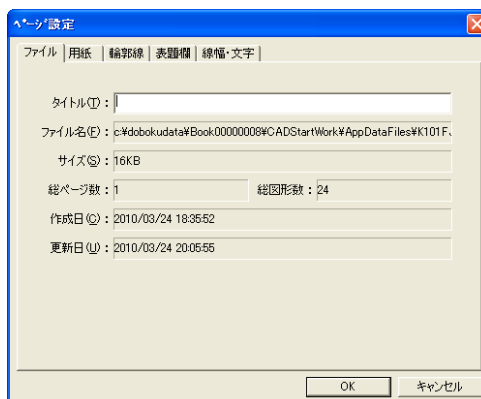 ページ設定
ファイル 用紙 輪郭線 表題欄 線幅・文字
タイトル(T)：
ファイル名(F)：c:¥dobokudata¥Book00000008¥CADStartWork¥AppDataFiles¥K101F
サイズ(S)：16KB
総ページ数：1 総図形数：24
作成日(C)：2010/03/24 18:35:52
更新日(U)：2010/03/24 20:05:55
OK キャンセル